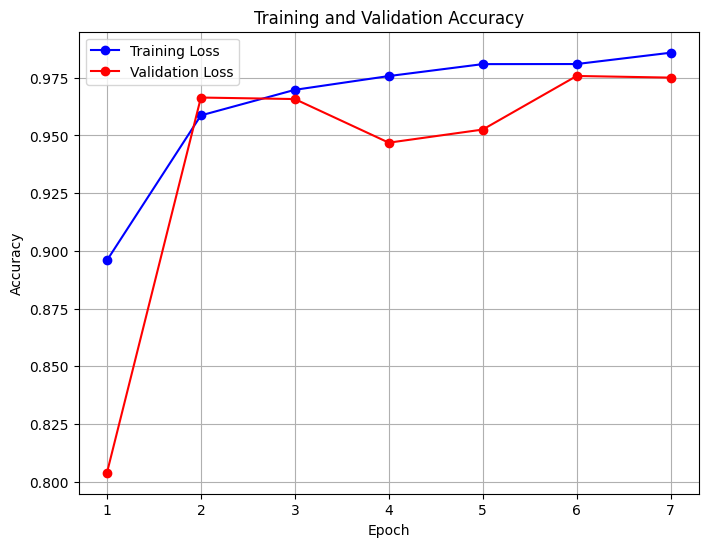 Training and Validation Accuracy
Training Loss
Validation Loss
0.975
0.950
0.925
0.900
0.875
0.850
0.825
0.800
Accuracy
1 2 3 4 5 6 7
Epoch